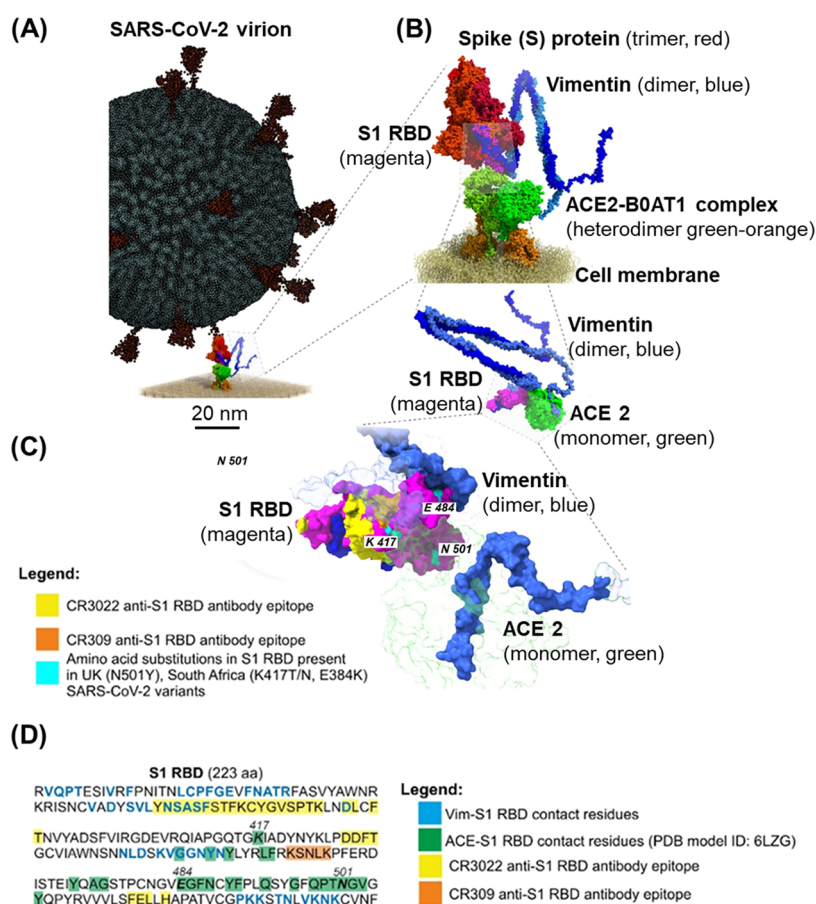 (A)
SARS-CoV-2 virion
20 nm
(B)
Spike (S) protein (trimer, red)
Vimentin (dimer, blue)
S1 RBD
(magenta)
ACE2-B0AT1 complex
(heterodimer green-orange)
Cell membrane
Vimentin
(dimer, blue)
S1 RBD
(magenta)
ACE 2
(monomer, green)
(C)
N 501
Vimentin
(dimer, blue)
S1 RBD
(magenta)
E 484
K 417
N 501
ACE 2
(monomer, green)
Legend:
CR3022 anti-S1 RBD antibody epitope
CR309 anti-S1 RBD antibody epitope
Amino acid substitutions in S1 RBD present
in UK (N501Y), South Africa (K417T/N, E384K)
SARS-CoV-2 variants
(D)
S1 RBD (223 aa)
RVQPTESIVRFPNITNLCPFGEVFNATRFASVYAWNR
KRISNCVADYSVLYNSASFSTFKCYGVSPTKLNDLCF
417
TNVYADSFVIRGDEVRQIAPGQTGKIADYNYKLPDDFT
GCVIAWNSNNLDSKVGGNYNYLYRLFRKSNLKPFERD
484 501
ISTEIYQAGSTPCNGVEGFNCYFPLQSYGFQPTNGVG
YQPYRVVVLSFELLHAPATVCGPKKSTNLVKNKCVNF
Legend:
Vim-S1 RBD contact residues
ACE-S1 RBD contact residues (PDB model ID: 6LZG)
CR3022 anti-S1 RBD antibody epitope
CR309 anti-S1 RBD antibody epitope